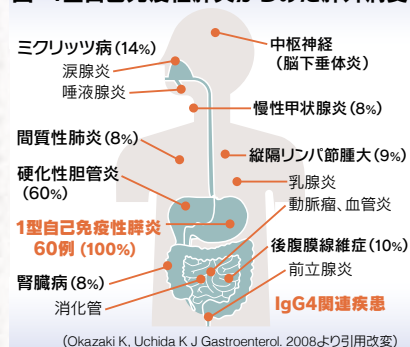 ミクリッツ病(14%)
涙腺炎
唾液腺炎
中枢神経
(脳下垂体炎)
慢性甲状腺炎(8%)
間質性肺炎(8%)
縦隔リンパ節腫大(9%)
硬化性胆管炎
(60%)
乳腺炎
動脈瘤、血管炎
1型自己免疫性膵炎
60例(100%)
後腹膜線維症(10%)
腎臓病(8%)
前立腺炎
消化管
IgG4関連疾患
(Okazaki K, Uchida K J Gastroenterol. 2008より引用改変)